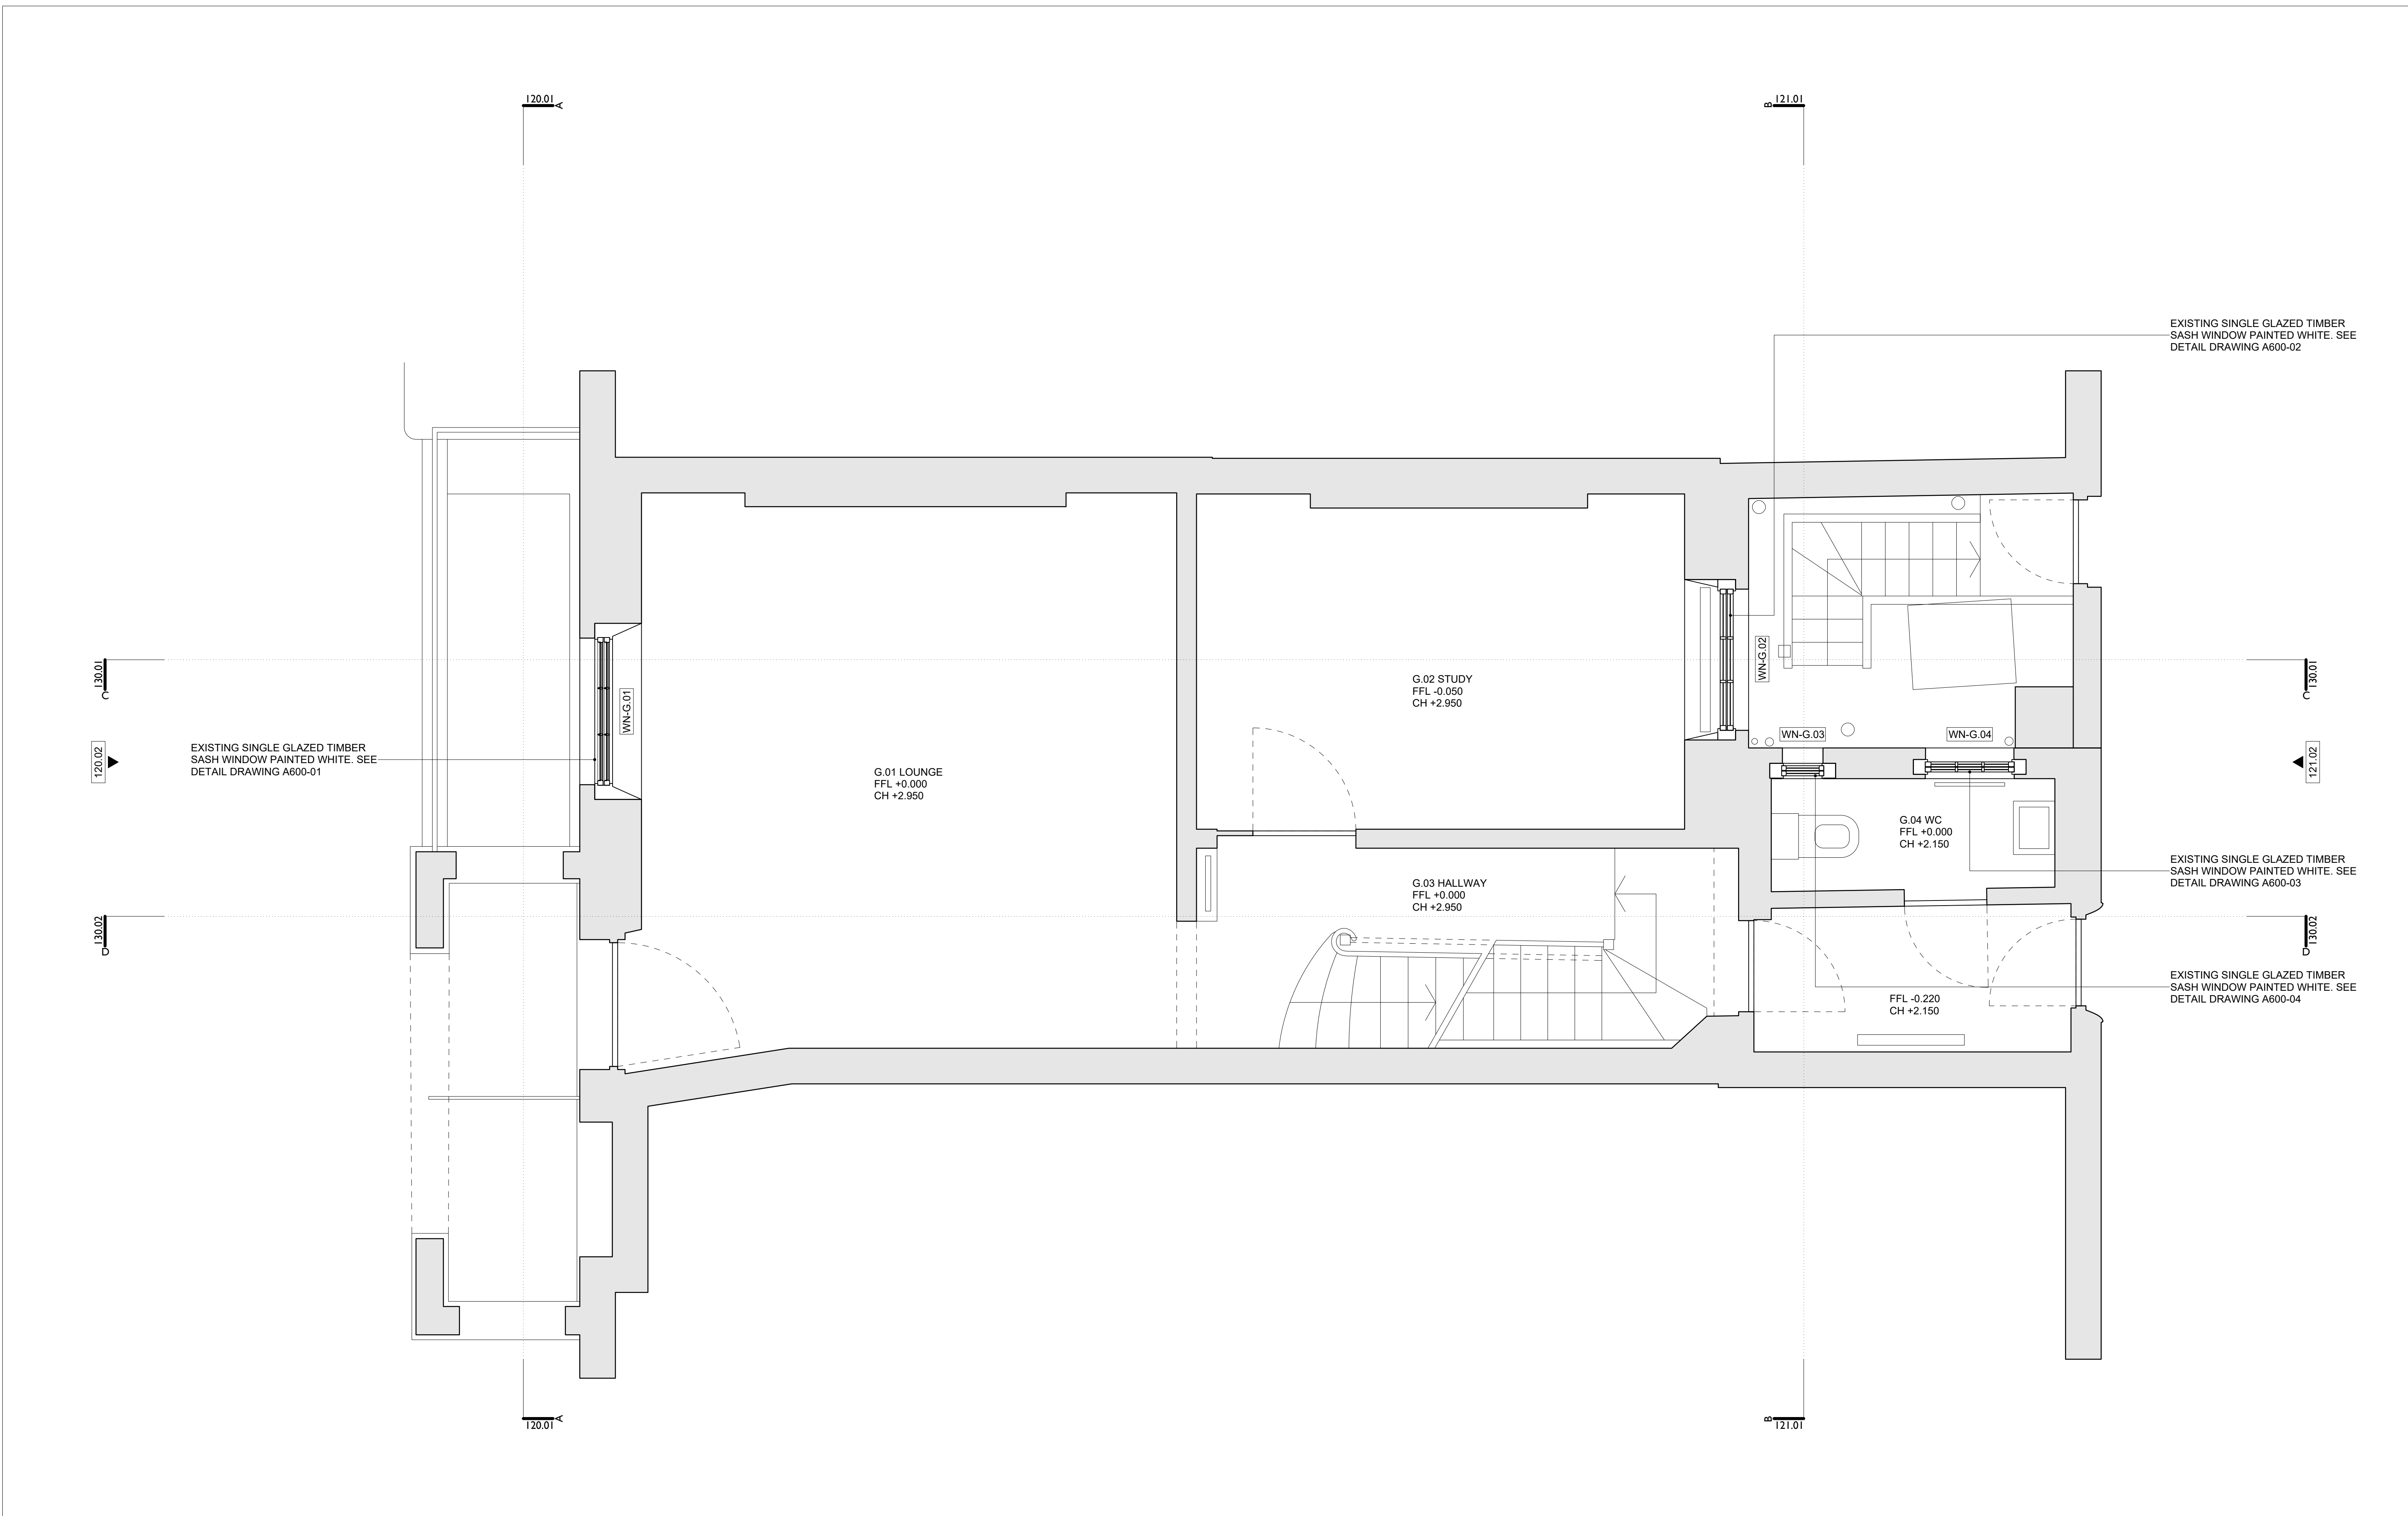 120.01
A
B
121.01
EXISTING SINGLE GLAZED TIMBER
SASH WINDOW PAINTED WHITE. SEE
DETAIL DRAWING A600-02
130.01
C
130.01
C
WN-G.02
G.02 STUDY
FFL -0.050
CH +2.950
WN-G.01
WN-G.03
WN-G.04
120.02
121.02
EXISTING SINGLE GLAZED TIMBER
SASH WINDOW PAINTED WHITE. SEE
DETAIL DRAWING A600-01
G.01 LOUNGE
FFL +0.000
CH +2.950
G.04 WC
FFL +0.000
CH +2.150
EXISTING SINGLE GLAZED TIMBER
SASH WINDOW PAINTED WHITE. SEE
DETAIL DRAWING A600-03
G.03 HALLWAY
FFL +0.000
CH +2.950
130.02
D
130.02
D
EXISTING SINGLE GLAZED TIMBER
SASH WINDOW PAINTED WHITE. SEE
DETAIL DRAWING A600-04
FFL -0.220
CH +2.150
A
120.01
B
121.01